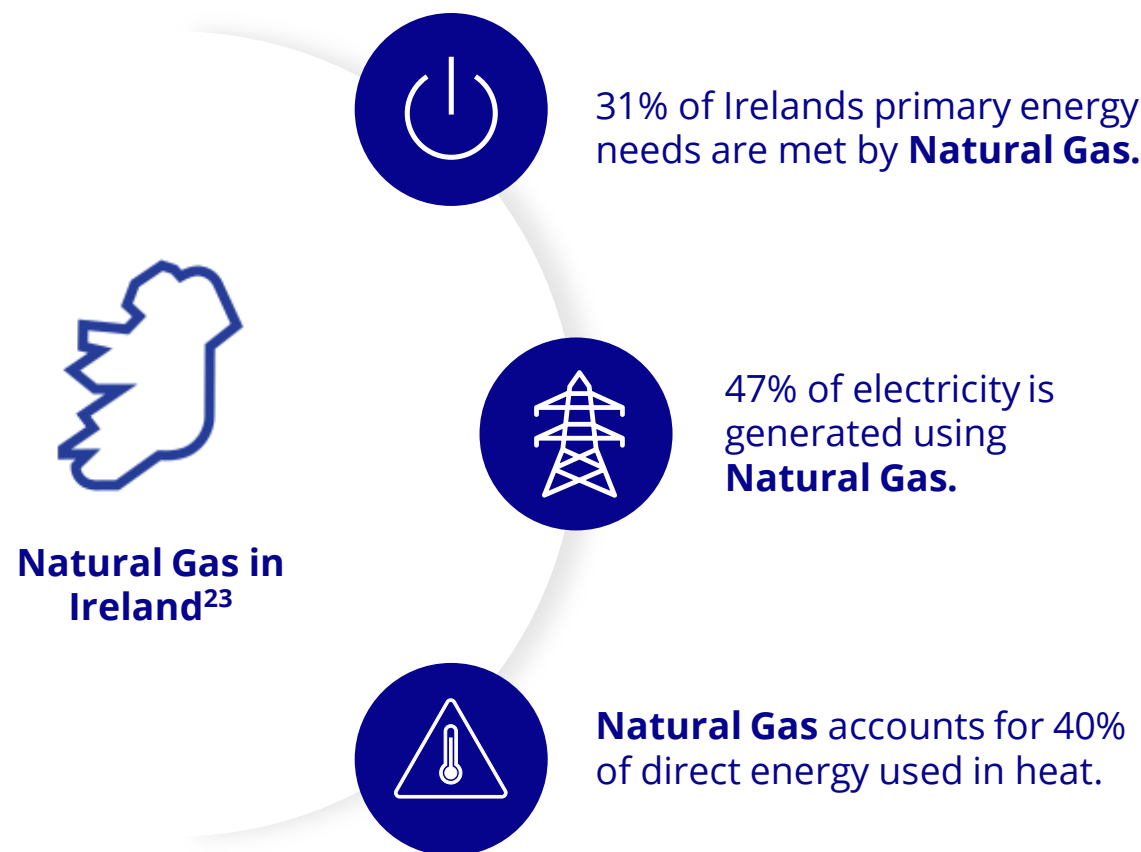 31% of Irelands primary energy
needs are met by Natural Gas.
47% of electricity is
generated using
Natural Gas.
Natural Gas in
Ireland²³
Natural Gas accounts for 40%
of direct energy used in heat.